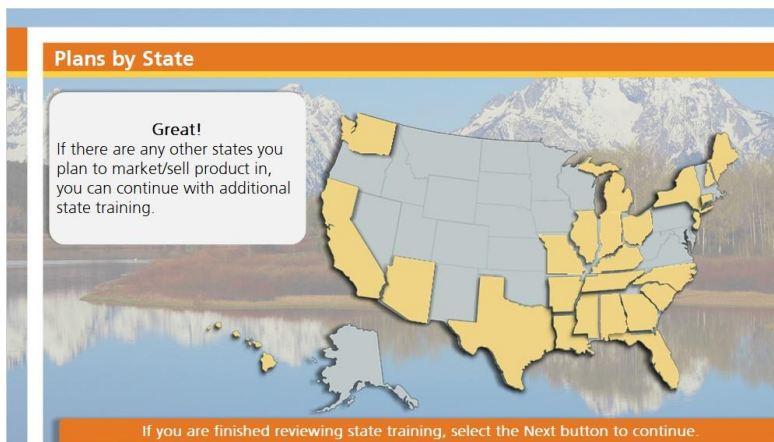 Plans by State
Great!
If there are any other states you
plan to market/sell product in,
you can continue with additional
state training.
If you are finished reviewing state training, select the Next button to continue.